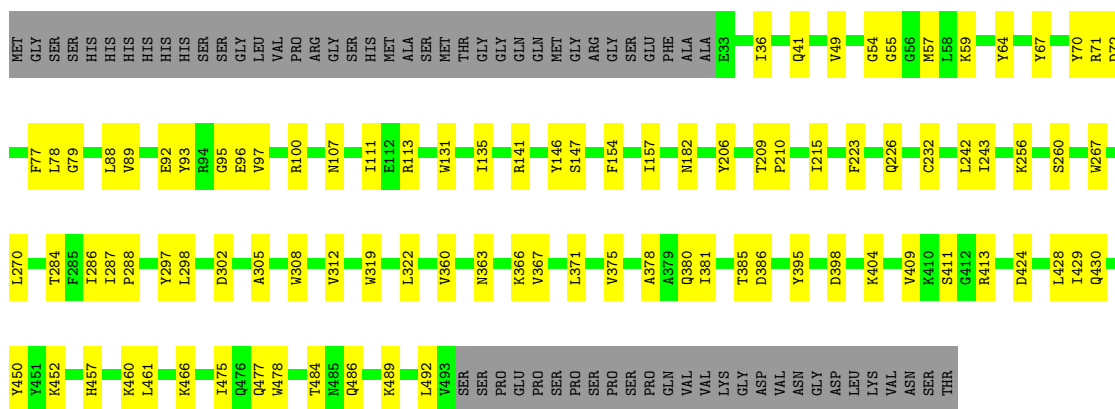 MET GLY SER SER HIS HIS HIS HIS HIS HIS SER SER GLY LEU VAL PRO ARG GLY SER HIS MET ALA SER MET THR GLY GLY GLN GLN MET GLY ARG GLY SER GLU PHE ALA ALA E33 I36 Q41 V49 G54 G55 G56 M57 L58 K59 Y64 Y67 Y70 R71
F77 L78 G79 L88 V89 E92 Y93 R94 G95 E96 V97 R100 N107 I111 E112 R113 W131 I135 R141 Y146 S147 F154 I157 N182 Y206 T209 P210 I215 F223 Q226 C232 L242 I243 K256 S260 W267
L270 T284 F285 I286 I287 P288 Y297 L298 D302 A305 W308 V312 W319 L322 V360 N363 K366 V367 L371 V375 A378 A379 Q380 I381 T385 D386 Y395 D398 K404 V409 K410 S411 G412 R413 D424 L428 I429 Q430
Y450 Y451 K452 H457 K460 L461 K466 I475 Q476 Q477 W478 T484 N485 Q486 K489 L492 V493 SER SER PRO GLU PRO SER PRO SER PRO SER PRO GLN VAL VAL LYS GLY ASP VAL ASN GLY ASP LEU LYS VAL ASN SER THR